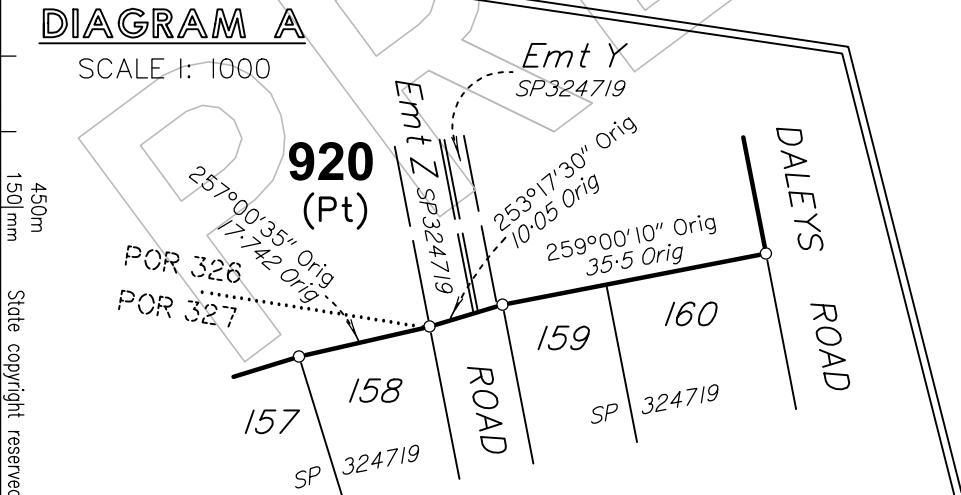 DIAGRAM A
SCALE 1: 1000
PRE
Emt Y
SP324719
Emt Z SP324719
920
(Pt)
253°17'30" Orig
10·05 Orig
257°00'35" Orig
17·742 Orig
259°00'10" Orig
35·5 Orig
DALEYS ROAD
POR 326
POR 327
157
158
ROAD
159
160
SP 324719
SP 324719
450m
150mm
State copyright reserved